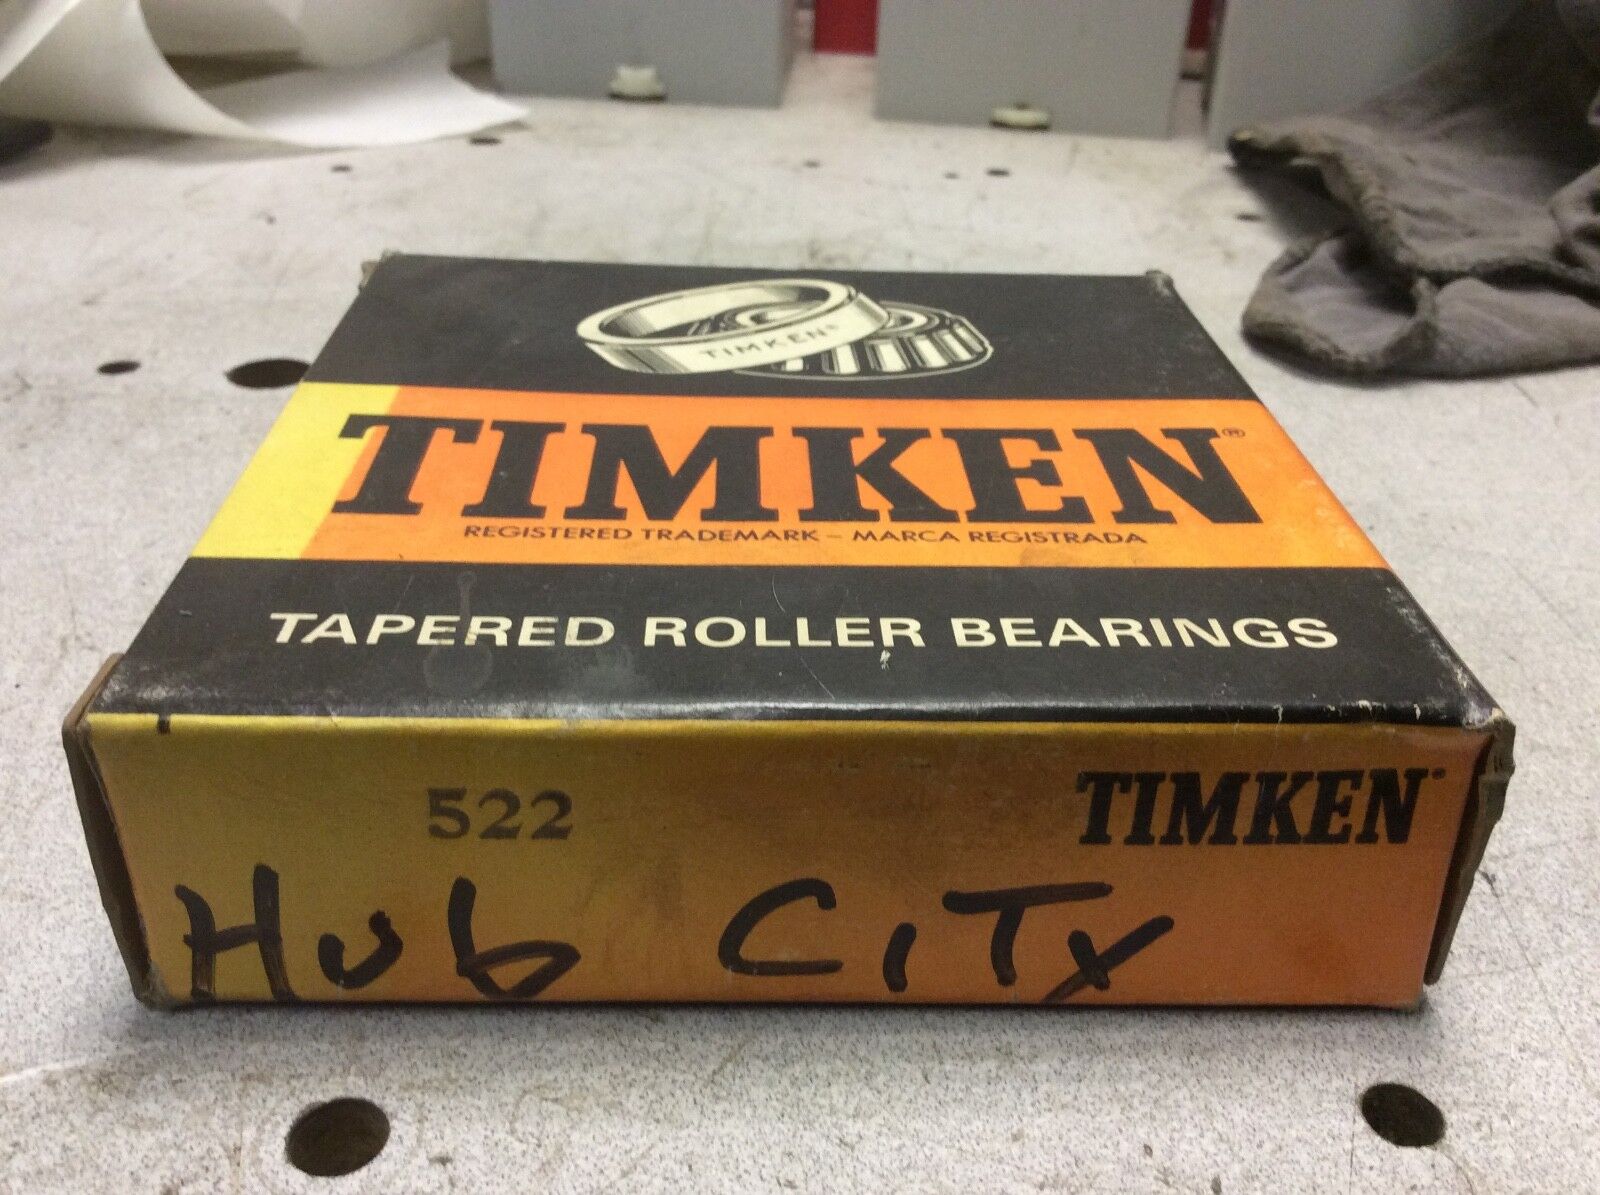 TIMKEN®
TIMKEN®
REGISTERED TRADEMARK – MARCA REGISTRADA
TAPERED ROLLER BEARINGS
522
TIMKEN®
Hub CiTy